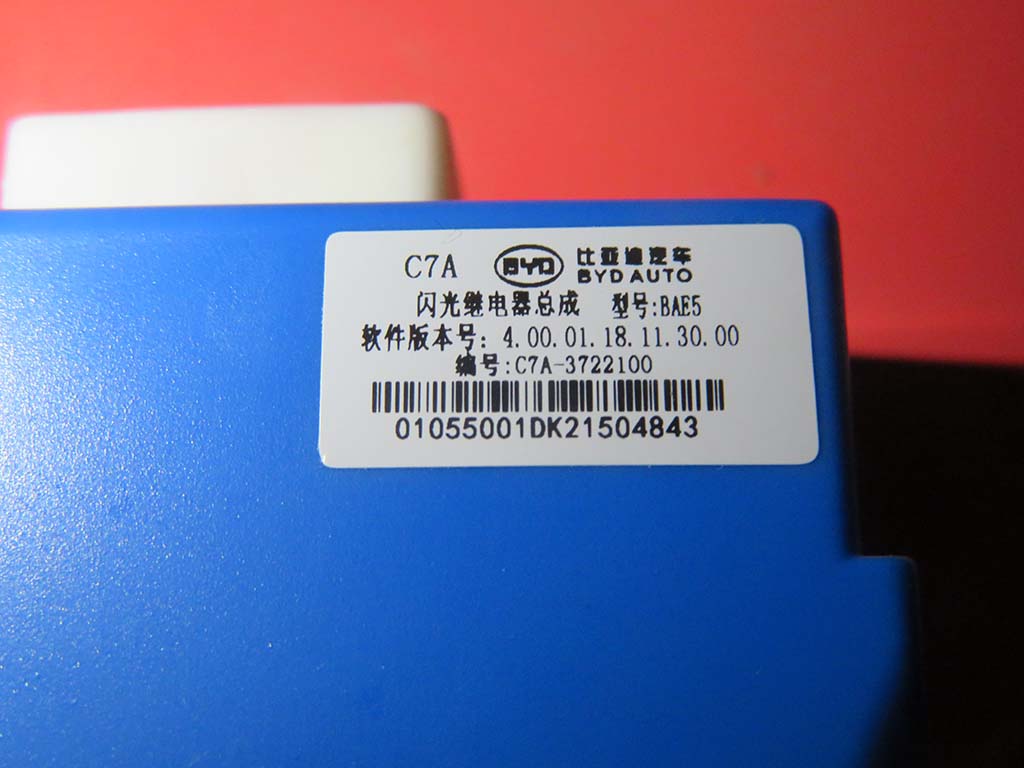 C7A BYD 比亚迪汽车
BYD AUTO
闪光继电器总成 型号:BAE5
软件版本号: 4.00.01.18.11.30.00
编号:C7A-3722100
01055001DK21504843